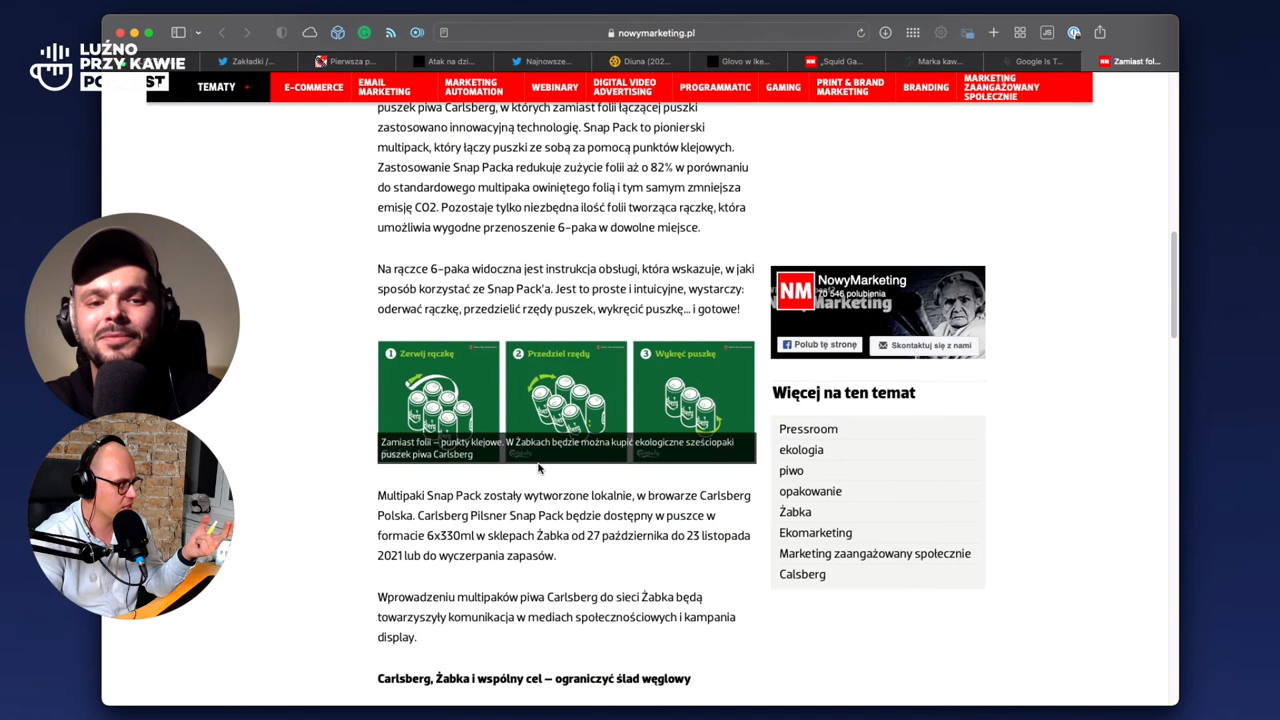 LUŹNO
PRZY KAWIE
PODCAST
nowymarketing.pl
Zakładki /...
Pierwsza p...
Atak na dzi...
Najnowsze...
Diuna (202...
Glovo w Ike...
„Squid Ga...
Marka kaw...
Google Is T...
Zamiast fol...
TEMATY
E-COMMERCE
EMAIL
MARKETING
MARKETING
AUTOMATION
WEBINARY
DIGITAL VIDEO
ADVERTISING
PROGRAMMATIC
GAMING
PRINT & BRAND
MARKETING
BRANDING
MARKETING
ZAANGAŻOWANY
SPOŁECZNIE
puszek piwa Carlsberg, w których zamiast folii łączącej puszki
zastosowano innowacyjną technologię. Snap Pack to pionierski
multipack, który łączy puszki ze sobą za pomocą punktów klejowych.
Zastosowanie Snap Packa redukuje zużycie folii aż o 82% w porównaniu
do standardowego multipaka owiniętego folią i tym samym zmniejsza
emisję CO2. Pozostaje tylko niezbędna ilość folii tworząca rączkę, która
umożliwia wygodne przenoszenie 6-paka w dowolne miejsce.
Na rączce 6-paka widoczna jest instrukcja obsługi, która wskazuje, w jaki
sposób korzystać ze Snap Pack'a. Jest to proste i intuicyjne, wystarczy:
oderwać rączkę, przedzielić rzędy puszek, wykręcić puszkę... i gotowe!
1 Zerwij rączkę
2 Przedziel rzędy
3 Wykręć puszkę
Zamiast folii – punkty klejowe. W Żabkach będzie można kupić ekologiczne sześciopaki
puszek piwa Carlsberg
Multipaki Snap Pack zostały wytworzone lokalnie, w browarze Carlsberg
Polska. Carlsberg Pilsner Snap Pack będzie dostępny w puszce w
formacie 6x330ml w sklepach Żabka od 27 października do 23 listopada
2021 lub do wyczerpania zapasów.
Wprowadzeniu multipaków piwa Carlsberg do sieci Żabka będą
towarzyszyły komunikacja w mediach społecznościowych i kampania
display.
Carlsberg, Żabka i wspólny cel – ograniczyć ślad węglowy
NM
NowyMarketing
70 546 polubienia
Polub tę stronę
Skontaktuj się z nami
Więcej na ten temat
Pressroom
ekologia
piwo
opakowanie
Żabka
Ekomarketing
Marketing zaangażowany społecznie
Calsberg